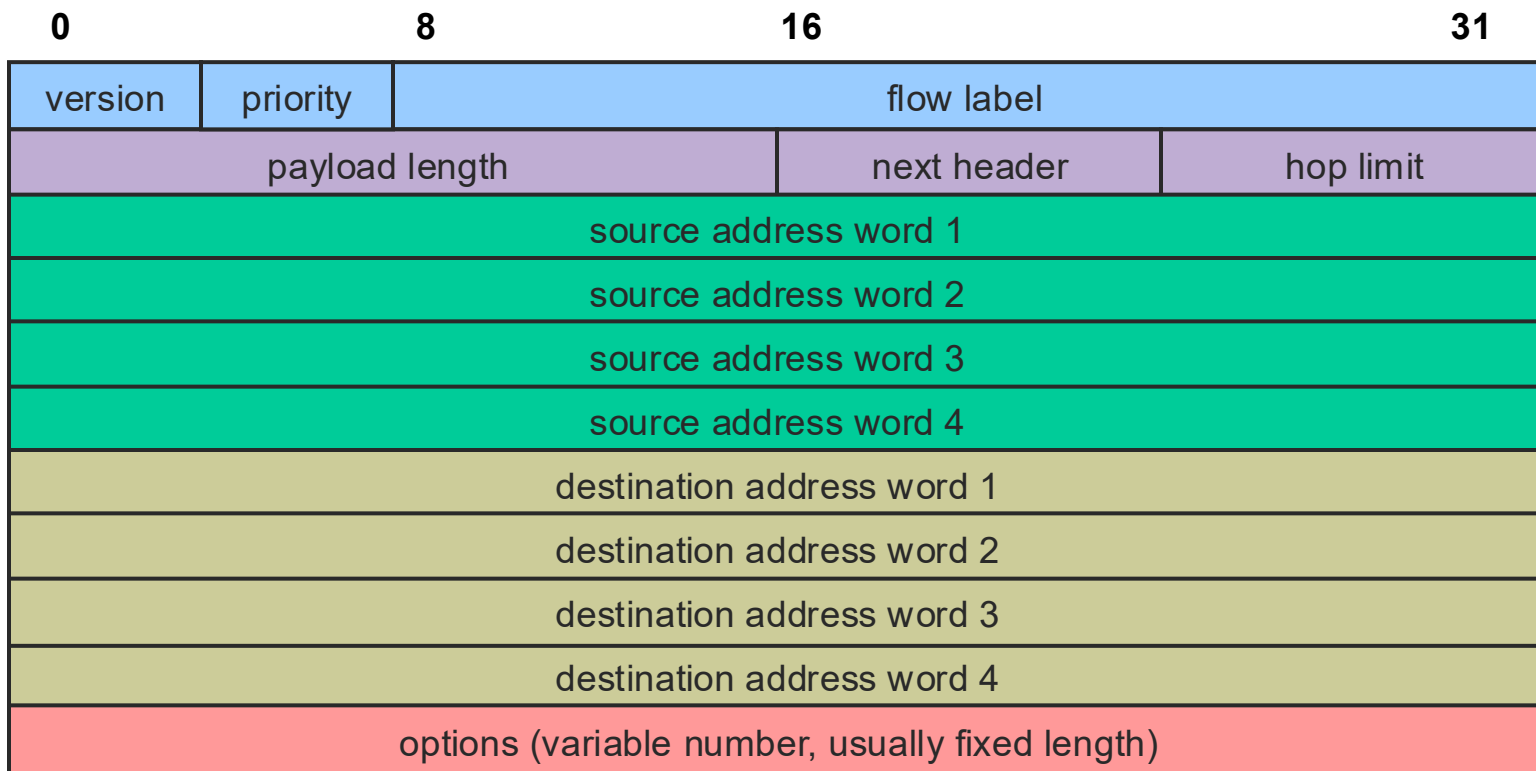 0 8 16 31
version priority flow label
payload length next header hop limit
source address word 1
source address word 2
source address word 3
source address word 4
destination address word 1
destination address word 2
destination address word 3
destination address word 4
options (variable number, usually fixed length)